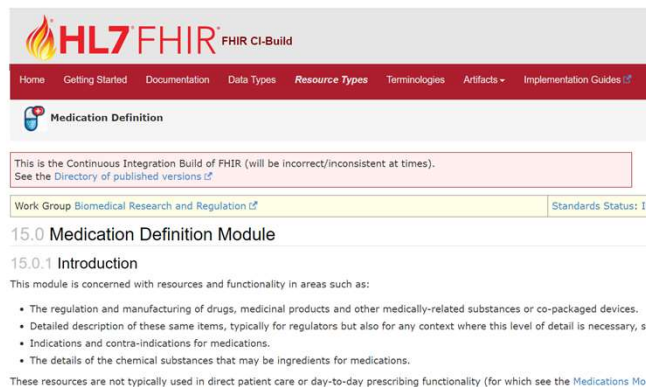 HL7 FHIR FHIR CI-Build
Home Getting Started Documentation Data Types Resource Types Terminologies Artifacts Implementation Guides
Medication Definition
This is the Continuous Integration Build of FHIR (will be incorrect/inconsistent at times).
See the Directory of published versions
Work Group Biomedical Research and Regulation Standards Status: I
15.0 Medication Definition Module
15.0.1 Introduction
This module is concerned with resources and functionality in areas such as:
• The regulation and manufacturing of drugs, medicinal products and other medically-related substances or co-packaged devices.
• Detailed description of these same items, typically for regulators but also for any context where this level of detail is necessary, s
• Indications and contra-indications for medications.
• The details of the chemical substances that may be ingredients for medications.
These resources are not typically used in direct patient care or day-to-day prescribing functionality (for which see the Medications Mo